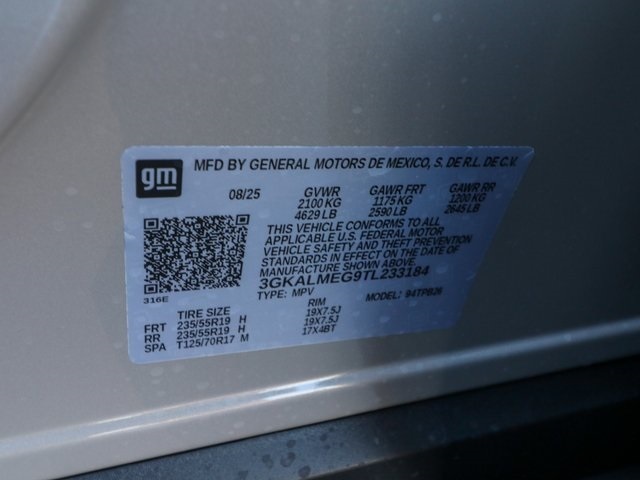 gm
MFD BY GENERAL MOTORS DE MEXICO, S. DE R.L. DE C.V.
08/25 GVWR GAWR FRT GAWR RR
2100 KG 1175 KG 1200 KG
4629 LB 2590 LB 2645 LB
THIS VEHICLE CONFORMS TO ALL
APPLICABLE U.S. FEDERAL MOTOR
VEHICLE SAFETY AND THEFT PREVENTION
STANDARDS IN EFFECT ON THE DATE OF
MANUFACTURE SHOWN ABOVE.
3GKALMEG9TL233184
316E
TYPE: MPV MODEL: 94TPB26
TIRE SIZE RIM
FRT 235/55R19 H 19X7.5J
RR 235/55R19 H 19X7.5J
SPA T125/70R17 M 17X4BT